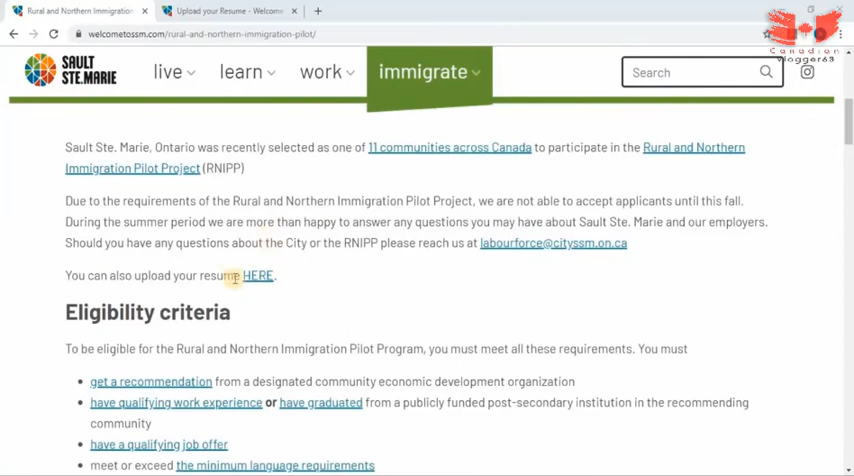 Rural and Northern Immigration
Upload your Resume - Welcome
welcometossm.com/rural-and-northern-immigration-pilot/
SAULT
STE.MARIE
live
learn
work
immigrate
Search
Canadian
Vlogger63
Sault Ste. Marie, Ontario was recently selected as one of 11 communities across Canada to participate in the Rural and Northern
Immigration Pilot Project (RNIPP)
Due to the requirements of the Rural and Northern Immigration Pilot Project, we are not able to accept applicants until this fall.
During the summer period we are more than happy to answer any questions you may have about Sault Ste. Marie and our employers.
Should you have any questions about the City or the RNIPP please reach us at labourforce@cityssm.on.ca
You can also upload your resume HERE.
Eligibility criteria
To be eligible for the Rural and Northern Immigration Pilot Program, you must meet all these requirements. You must
• get a recommendation from a designated community economic development organization
• have qualifying work experience or have graduated from a publicly funded post-secondary institution in the recommending
community
• have a qualifying job offer
• meet or exceed the minimum language requirements